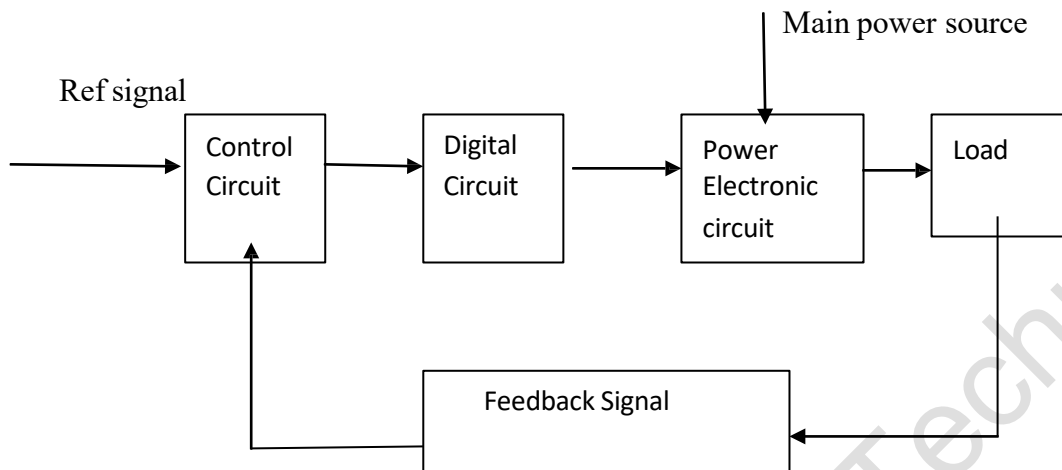 Main power source
Ref signal
Control
Circuit
Digital
Circuit
Power
Electronic
circuit
Load
Feedback Signal